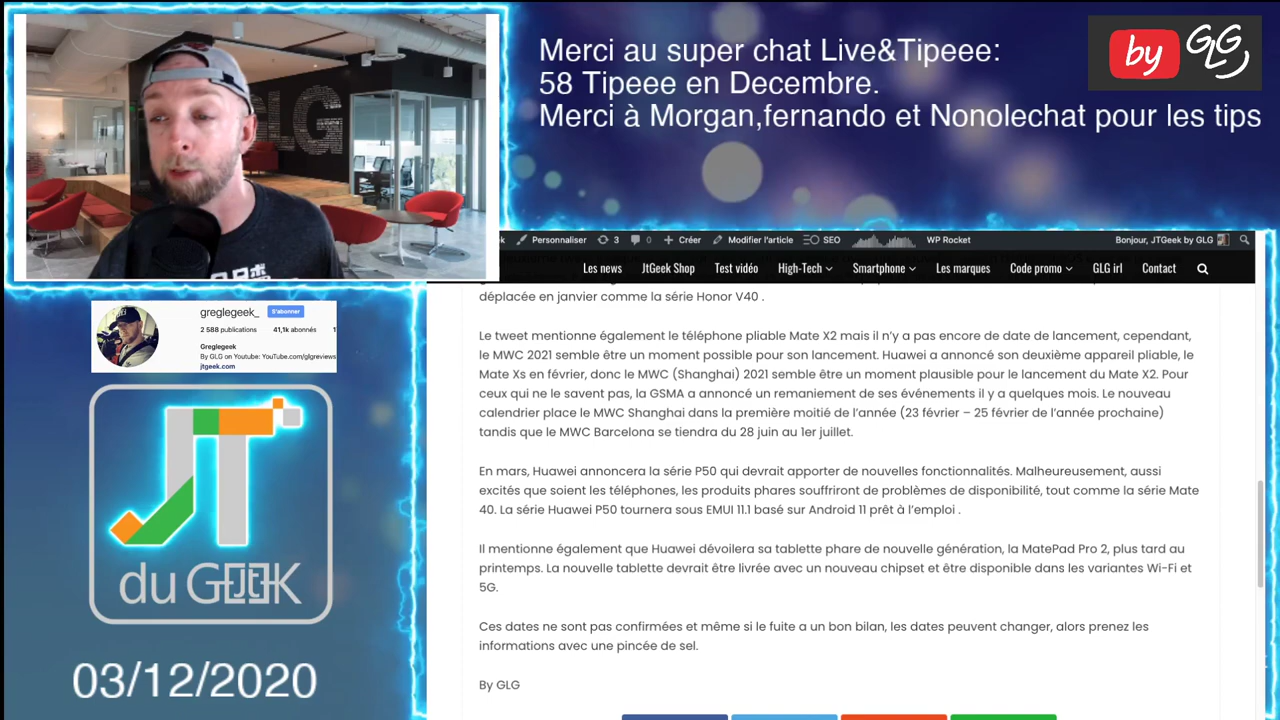 Merci au super chat Live&Tipeee:
58 Tipeee en Decembre.
Merci à Morgan,fernando et Nonolechat pour les tips
by GLG
GLG
Personnaliser 3 0 Créer Modifier l'article SEO WP Rocket Bonjour, JTGeek by GLG
Les news JtGeek Shop Test vidéo High-Tech Smartphone Les marques Code promo GLG irl Contact
déplacée en janvier comme la série Honor V40 .
Le tweet mentionne également le téléphone pliable Mate X2 mais il n'y a pas encore de date de lancement, cependant,
le MWC 2021 semble être un moment possible pour son lancement. Huawei a annoncé son deuxième appareil pliable, le
Mate Xs en février, donc le MWC (Shanghai) 2021 semble être un moment plausible pour le lancement du Mate X2. Pour
ceux qui ne le savent pas, la GSMA a annoncé un remaniement de ses événements il y a quelques mois. Le nouveau
calendrier place le MWC Shanghai dans la première moitié de l'année (23 février – 25 février de l'année prochaine)
tandis que le MWC Barcelona se tiendra du 28 juin au 1er juillet.
En mars, Huawei annoncera la série P50 qui devrait apporter de nouvelles fonctionnalités. Malheureusement, aussi
excités que soient les téléphones, les produits phares souffriront de problèmes de disponibilité, tout comme la série Mate
40. La série Huawei P50 tournera sous EMUI 11.1 basé sur Android 11 prêt à l'emploi .
Il mentionne également que Huawei dévoilera sa tablette phare de nouvelle génération, la MatePad Pro 2, plus tard au
printemps. La nouvelle tablette devrait être livrée avec un nouveau chipset et être disponible dans les variantes Wi-Fi et
5G.
Ces dates ne sont pas confirmées et même si le fuite a un bon bilan, les dates peuvent changer, alors prenez les
informations avec une pincée de sel.
By GLG
greglegeek_ S'abonner
2 588 publications 41,1k abonnés 1
Greglegeek
By GLG on Youtube: YouTube.com/glgreviews
jtgeek.com
JT
du GEEK
03/12/2020